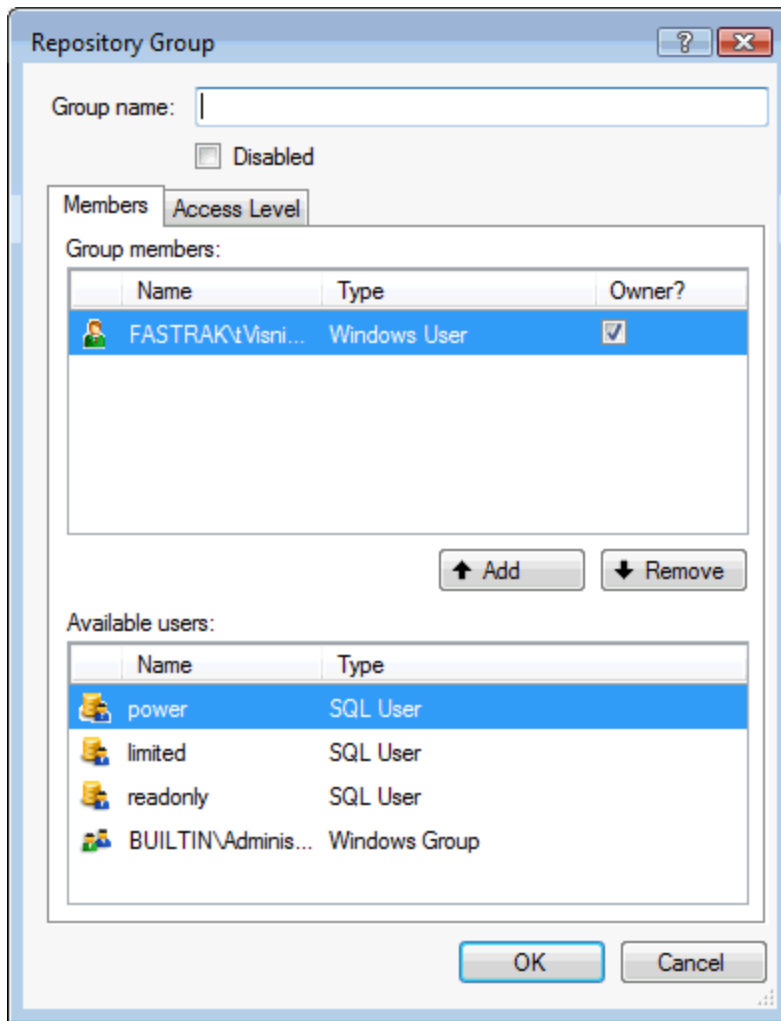 Repository Group
Group name:
Disabled
Members Access Level
Group members:
Name Type Owner?
FASTRAK\tVisni... Windows User
Add Remove
Available users:
Name Type
power SQL User
limited SQL User
readonly SQL User
BUILTIN\Adminis... Windows Group
OK Cancel